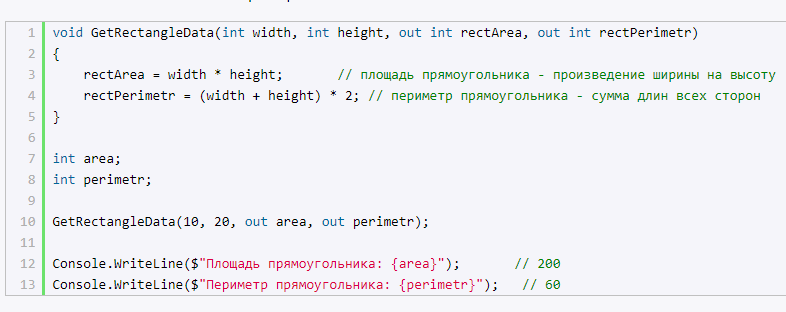 1 void GetRectangleData(int width, int height, out int rectArea, out int rectPerimetr)
2 {
3     rectArea = width * height;       // площадь прямоугольника - произведение ширины на высоту
4     rectPerimetr = (width + height) * 2; // периметр прямоугольника - сумма длин всех сторон
5 }
6
7 int area;
8 int perimetr;
9
10 GetRectangleData(10, 20, out area, out perimetr);
11
12 Console.WriteLine($"Площадь прямоугольника: {area}");       // 200
13 Console.WriteLine($"Периметр прямоугольника: {perimetr}");   // 60